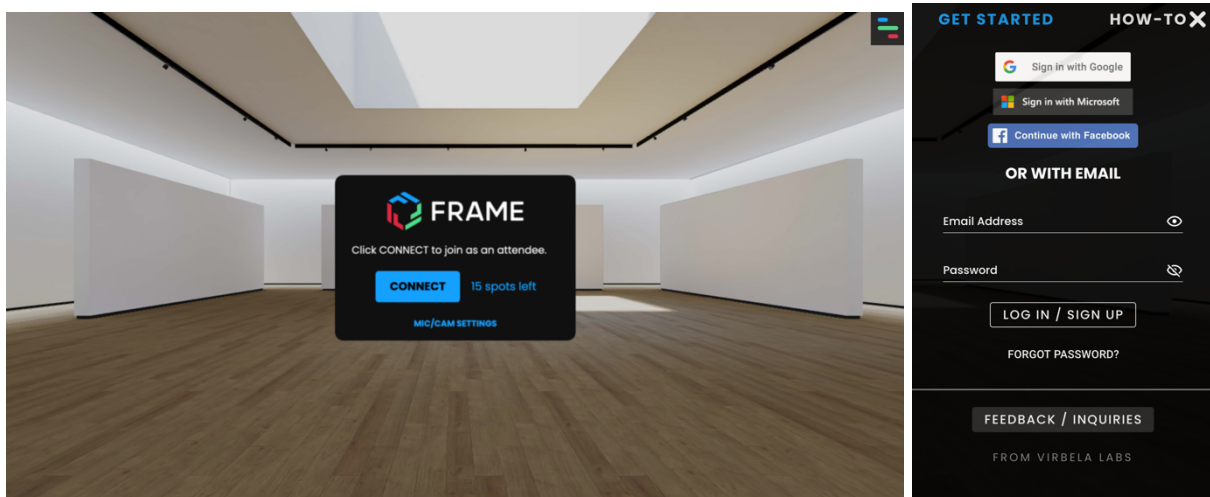 FRAME
Click CONNECT to join as an attendee.
CONNECT 15 spots left
MIC/CAM SETTINGS
GET STARTED HOW-TO
Sign in with Google
Sign in with Microsoft
Continue with Facebook
OR WITH EMAIL
Email Address
Password
LOG IN / SIGN UP
FORGOT PASSWORD?
FEEDBACK / INQUIRIES
FROM VIRBELA LABS